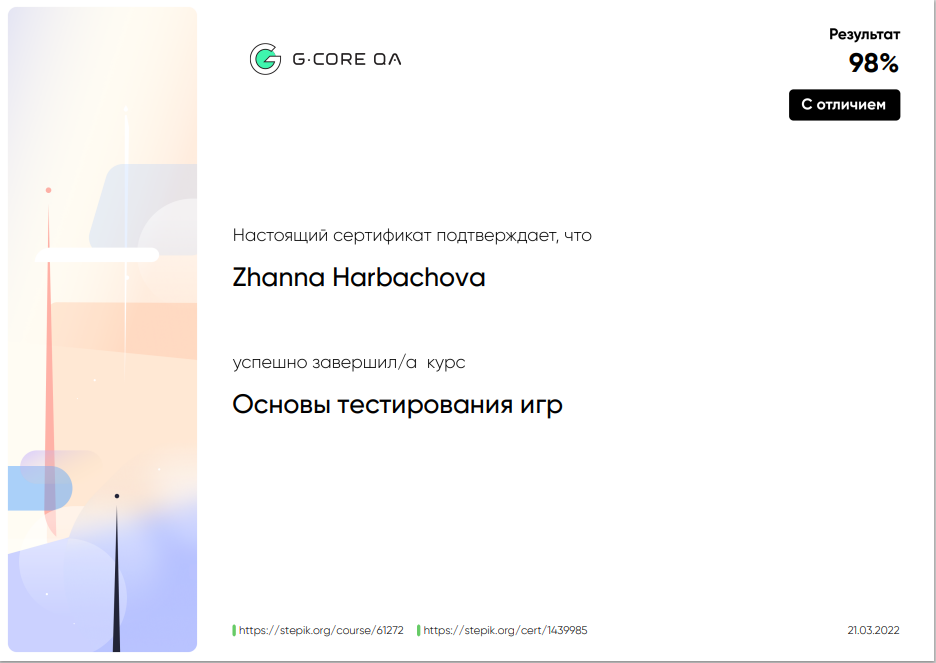 G·CORE QA
Результат
98%
С отличием
Настоящий сертификат подтверждает, что
Zhanna Harbachova
успешно завершил/а курс
Основы тестирования игр
https://stepik.org/course/61272 https://stepik.org/cert/1439985 21.03.2022